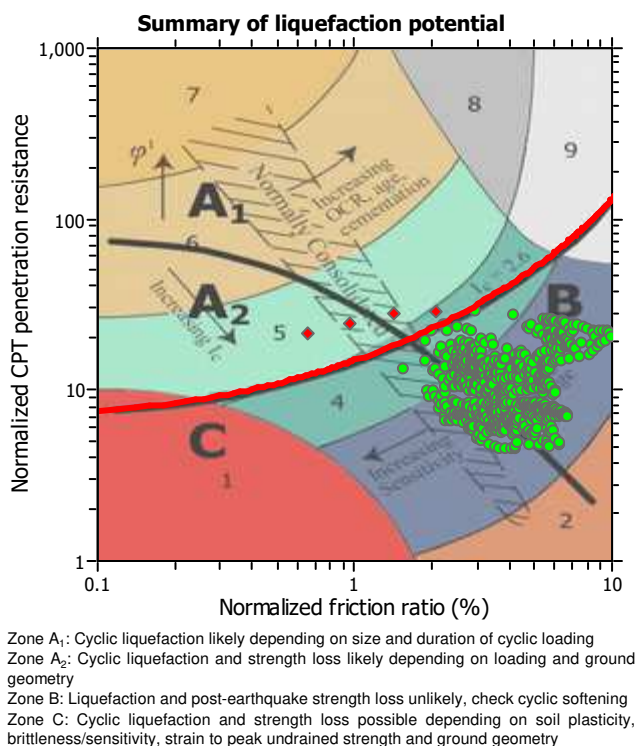 Summary of liquefaction potential
1,000
7
8
9
φ'
A1
Normally Consolidated
Increasing
OCR, age,
cementation
100
6
Increasing Ic
A2
5
Ic = 2.6
B
10
4
C
1
Increasing
Sensitivity
2
1
0.1
1
10
Normalized CPT penetration resistance
Normalized friction ratio (%)
Zone A1: Cyclic liquefaction likely depending on size and duration of cyclic loading
Zone A2: Cyclic liquefaction and strength loss likely depending on loading and ground
geometry
Zone B: Liquefaction and post-earthquake strength loss unlikely, check cyclic softening
Zone C: Cyclic liquefaction and strength loss possible depending on soil plasticity,
brittleness/sensitivity, strain to peak undrained strength and ground geometry